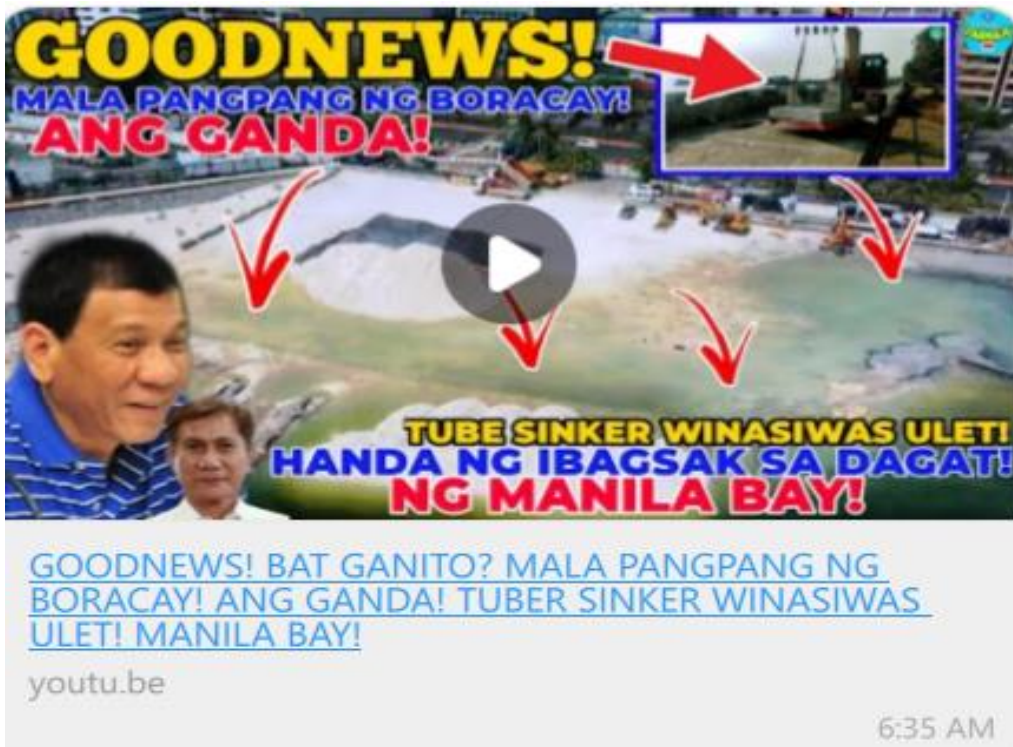 GOODNEWS!
MALA PANGPANG NG BORACAY!
ANG GANDA!
TUBE SINKER WINASIWAS ULET!
HANDA NG IBAGSAK SA DAGAT!
NG MANILA BAY!
GOODNEWS! BAT GANITO? MALA PANGPANG NG
BORACAY! ANG GANDA! TUBER SINKER WINASIWAS
ULET! MANILA BAY!
youtu.be
6:35 AM